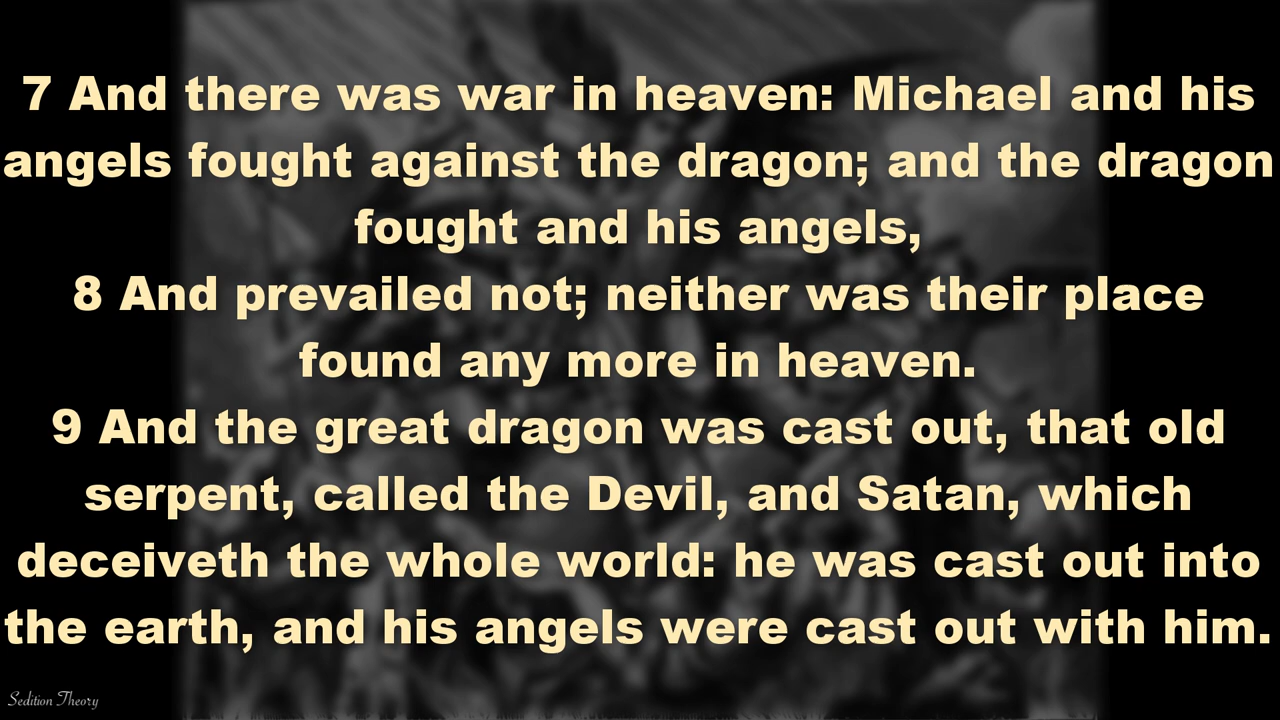 7 And there was war in heaven: Michael and his
angels fought against the dragon; and the dragon
fought and his angels,
8 And prevailed not; neither was their place
found any more in heaven.
9 And the great dragon was cast out, that old
serpent, called the Devil, and Satan, which
deceiveth the whole world: he was cast out into
the earth, and his angels were cast out with him.
Sedition Theory